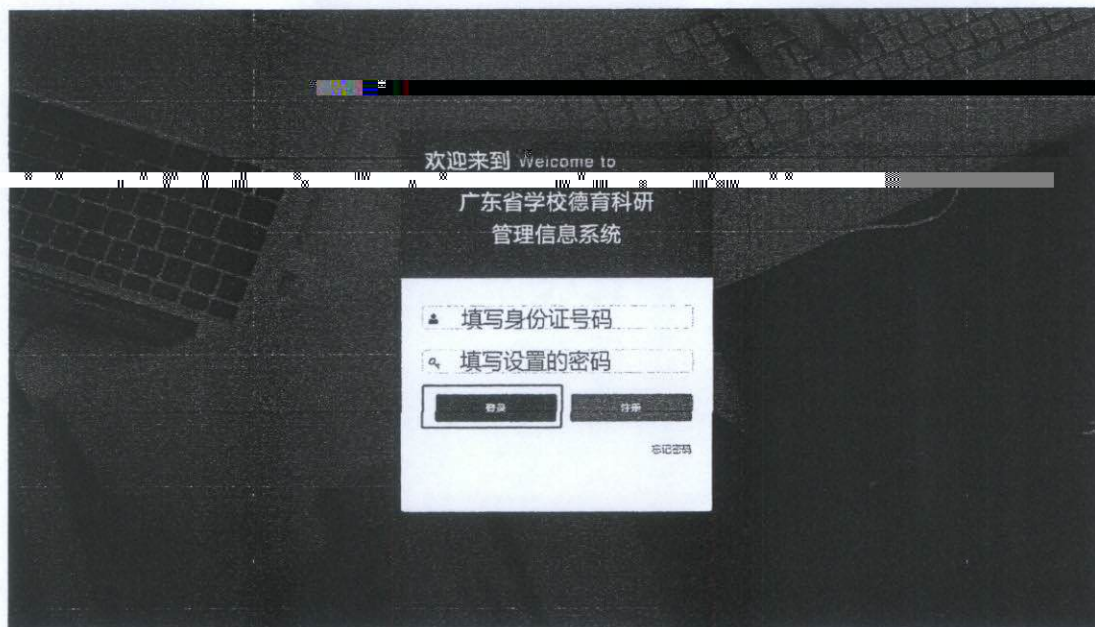 欢迎来到 Welcome to
广东省学校德育科研
管理信息系统
填写身份证号码
填写设置的密码
登录 注册
忘记密码